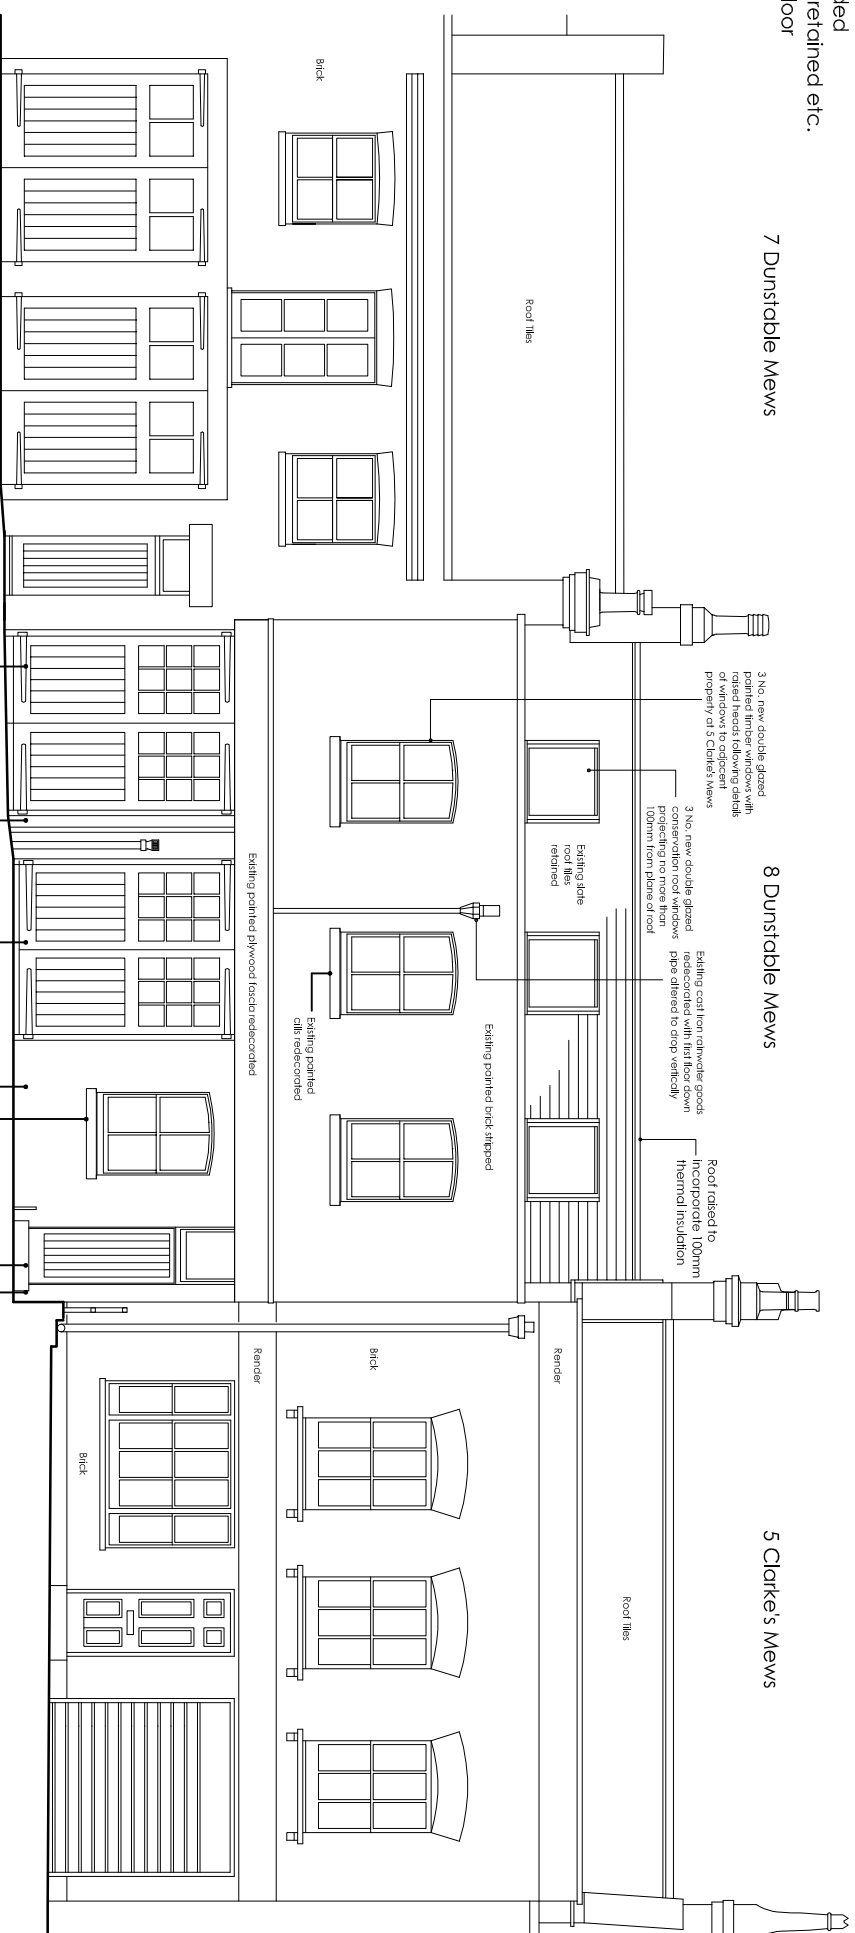 ded
retained etc.
loor
7 Dunstable Mews
8 Dunstable Mews
5 Clarke's Mews
3 No. new double glazed
painted timber windows with
raised heads following details
of windows to adjacent
property at 5 Clarke's Mews
3 No. new double glazed
conservation roof windows
projecting no more than
100mm from plane of roof
Existing cast iron rainwater goods
redecorated with first floor down
pipe altered to drop vertically
Roof raised to
incorporate 100mm
thermal insulation
Roof Tiles
Existing slate
roof tiles
retained
Roof Tiles
Brick
Existing painted brick stripped
Render
Brick
Existing painted
cills redecorated
Existing painted plywood fascia redecorated
Render
Brick